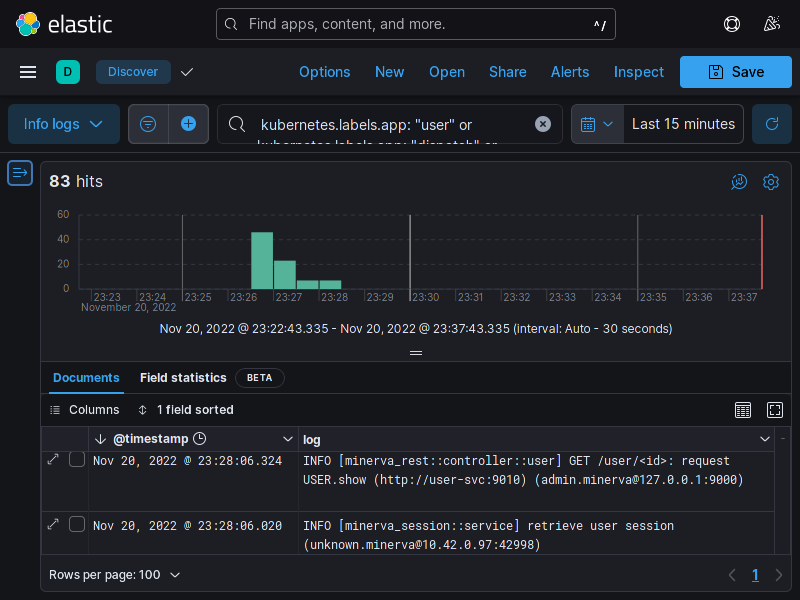 elastic
Find apps, content, and more.
^/
D
Discover
Options
New
Open
Share
Alerts
Inspect
Save
Info logs
kubernetes.labels.app: "user" or
kubernetes.labels.app: "dispatch" or
Last 15 minutes
83 hits
60
40
20
0
23:23 23:24 23:25 23:26 23:27 23:28 23:29 23:30 23:31 23:32 23:33 23:34 23:35 23:36 23:37
November 20, 2022
Nov 20, 2022 @ 23:22:43.335 - Nov 20, 2022 @ 23:37:43.335 (interval: Auto - 30 seconds)
Documents
Field statistics
BETA
Columns
1 field sorted
@timestamp
log
Nov 20, 2022 @ 23:28:06.324
INFO [minerva_rest::controller::user] GET /user/<id>: request
USER.show (http://user-svc:9010) (admin.minerva@127.0.0.1:9000)
Nov 20, 2022 @ 23:28:06.020
INFO [minerva_session::service] retrieve user session
(unknown.minerva@10.42.0.97:42998)
Rows per page: 100
1